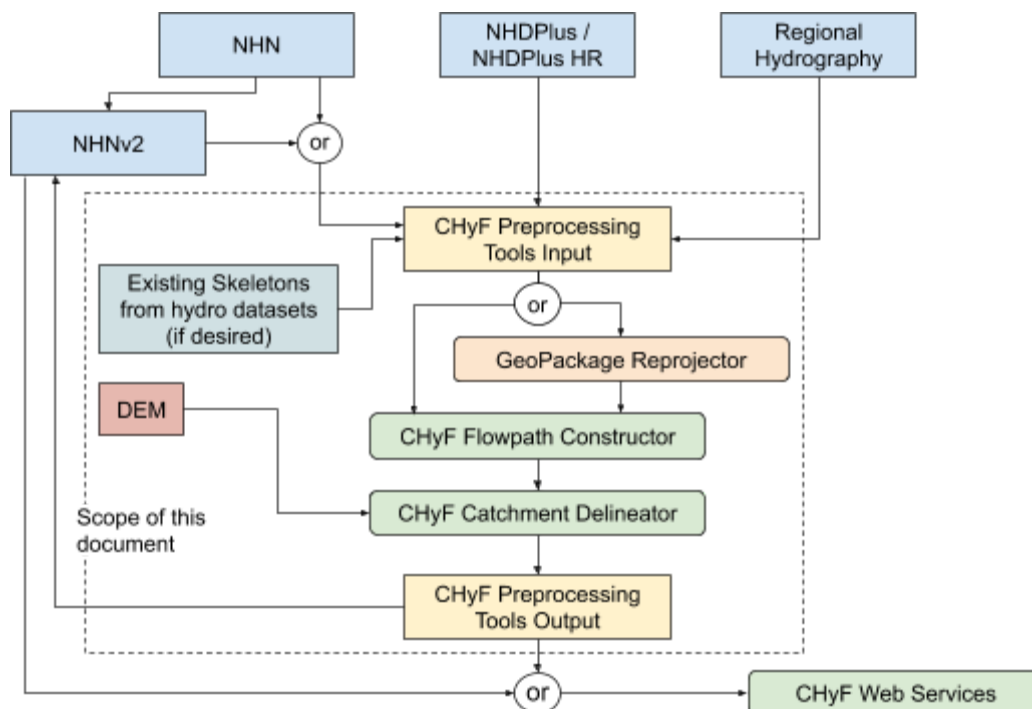 NHN
NHDPlus /
NHDPlus HR
Regional
Hydrography
NHNv2
or
CHyF Preprocessing
Tools Input
Existing Skeletons
from hydro datasets
(if desired)
or
GeoPackage Reprojector
DEM
CHyF Flowpath Constructor
CHyF Catchment Delineator
Scope of this
document
CHyF Preprocessing
Tools Output
or
CHyF Web Services